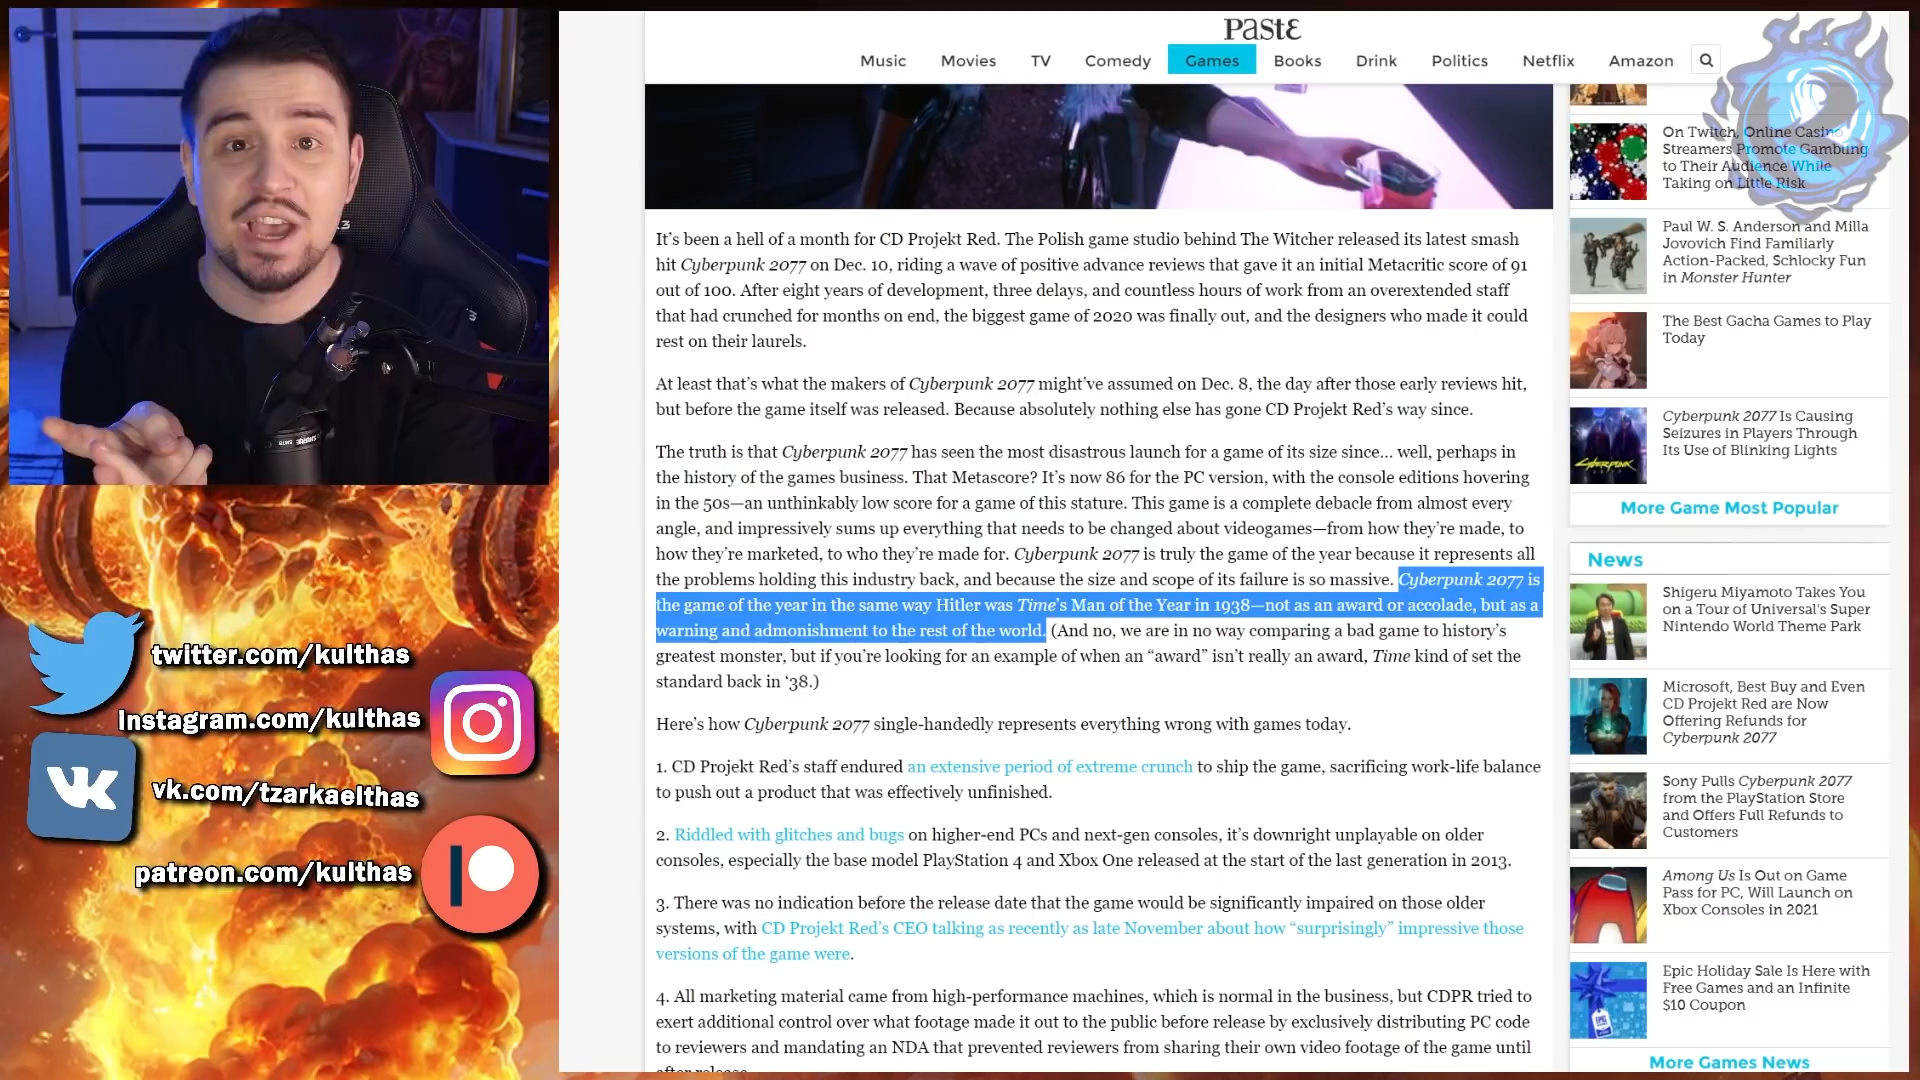 Paste
Music Movies TV Comedy Games Books Drink Politics Netflix Amazon
It’s been a hell of a month for CD Projekt Red. The Polish game studio behind The Witcher released its latest smash
hit Cyberpunk 2077 on Dec. 10, riding a wave of positive advance reviews that gave it an initial Metacritic score of 91
out of 100. After eight years of development, three delays, and countless hours of work from an overextended staff
that had crunched for months on end, the biggest game of 2020 was finally out, and the designers who made it could
rest on their laurels.
At least that’s what the makers of Cyberpunk 2077 might’ve assumed on Dec. 8, the day after those early reviews hit,
but before the game itself was released. Because absolutely nothing else has gone CD Projekt Red’s way since.
The truth is that Cyberpunk 2077 has seen the most disastrous launch for a game of its size since… well, perhaps in
the history of the games business. That Metascore? It’s now 86 for the PC version, with the console editions hovering
in the 50s—an unthinkably low score for a game of this stature. This game is a complete debacle from almost every
angle, and impressively sums up everything that needs to be changed about videogames—from how they’re made, to
how they’re marketed, to who they’re made for. Cyberpunk 2077 is truly the game of the year because it represents all
the problems holding this industry back, and because the size and scope of its failure is so massive. Cyberpunk 2077 is
the game of the year in the same way Hitler was Time’s Man of the Year in 1938—not as an award or accolade, but as a
warning and admonishment to the rest of the world. (And no, we are in no way comparing a bad game to history’s
greatest monster, but if you’re looking for an example of when an “award” isn’t really an award, Time kind of set the
standard back in ‘38.)
Here’s how Cyberpunk 2077 single-handedly represents everything wrong with games today.
1. CD Projekt Red’s staff endured an extensive period of extreme crunch to ship the game, sacrificing work-life balance
to push out a product that was effectively unfinished.
2. Riddled with glitches and bugs on higher-end PCs and next-gen consoles, it’s downright unplayable on older
consoles, especially the base model PlayStation 4 and Xbox One released at the start of the last generation in 2013.
3. There was no indication before the release date that the game would be significantly impaired on those older
systems, with CD Projekt Red’s CEO talking as recently as late November about how “surprisingly” impressive those
versions of the game were.
4. All marketing material came from high-performance machines, which is normal in the business, but CDPR tried to
exert additional control over what footage made it out to the public before release by exclusively distributing PC code
to reviewers and mandating an NDA that prevented reviewers from sharing their own video footage of the game until
after release.
On Twitch, Online Casino
Streamers Promote Gambling
to Their Audience While
Taking on Little Risk
Paul W. S. Anderson and Milla
Jovovich Find Familiarly
Action-Packed, Schlocky Fun
in Monster Hunter
The Best Gacha Games to Play
Today
Cyberpunk 2077 Is Causing
Seizures in Players Through
Its Use of Blinking Lights
More Game Most Popular
News
Shigeru Miyamoto Takes You
on a Tour of Universal's Super
Nintendo World Theme Park
Microsoft, Best Buy and Even
CD Projekt Red are Now
Offering Refunds for
Cyberpunk 2077
Sony Pulls Cyberpunk 2077
from the PlayStation Store
and Offers Full Refunds to
Customers
Among Us Is Out on Game
Pass for PC, Will Launch on
Xbox Consoles in 2021
Epic Holiday Sale Is Here with
Free Games and an Infinite
$10 Coupon
More Games News
twitter.com/kulthas
Instagram.com/kulthas
vk.com/tzarkaelthas
patreon.com/kulthas